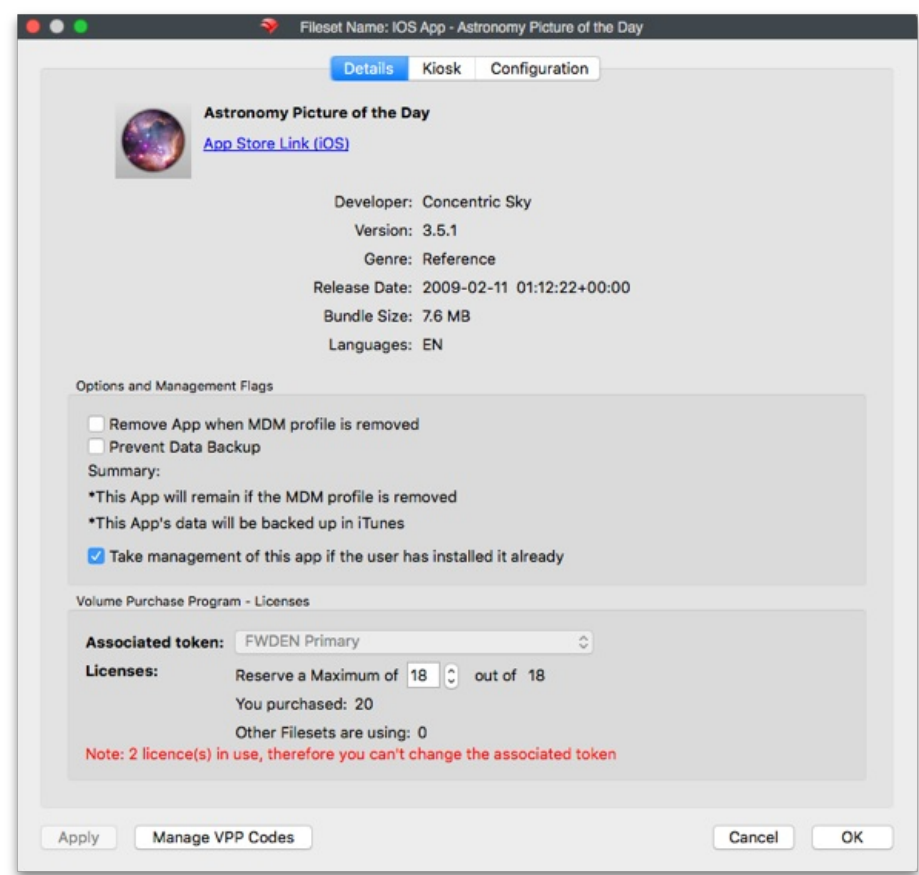 Fileset Name: IOS App - Astronomy Picture of the Day
Details Kiosk Configuration
Astronomy Picture of the Day
App Store Link (iOS)
Developer: Concentric Sky
Version: 3.5.1
Genre: Reference
Release Date: 2009-02-11 01:12:22+00:00
Bundle Size: 7.6 MB
Languages: EN
Options and Management Flags
Remove App when MDM profile is removed
Prevent Data Backup
Summary:
*This App will remain if the MDM profile is removed
*This App's data will be backed up in iTunes
Take management of this app if the user has installed it already
Volume Purchase Program - Licenses
Associated token: FWDEN Primary
Licenses: Reserve a Maximum of 18 out of 18
You purchased: 20
Other Filesets are using: 0
Note: 2 licence(s) in use, therefore you can't change the associated token
Apply Manage VPP Codes Cancel OK